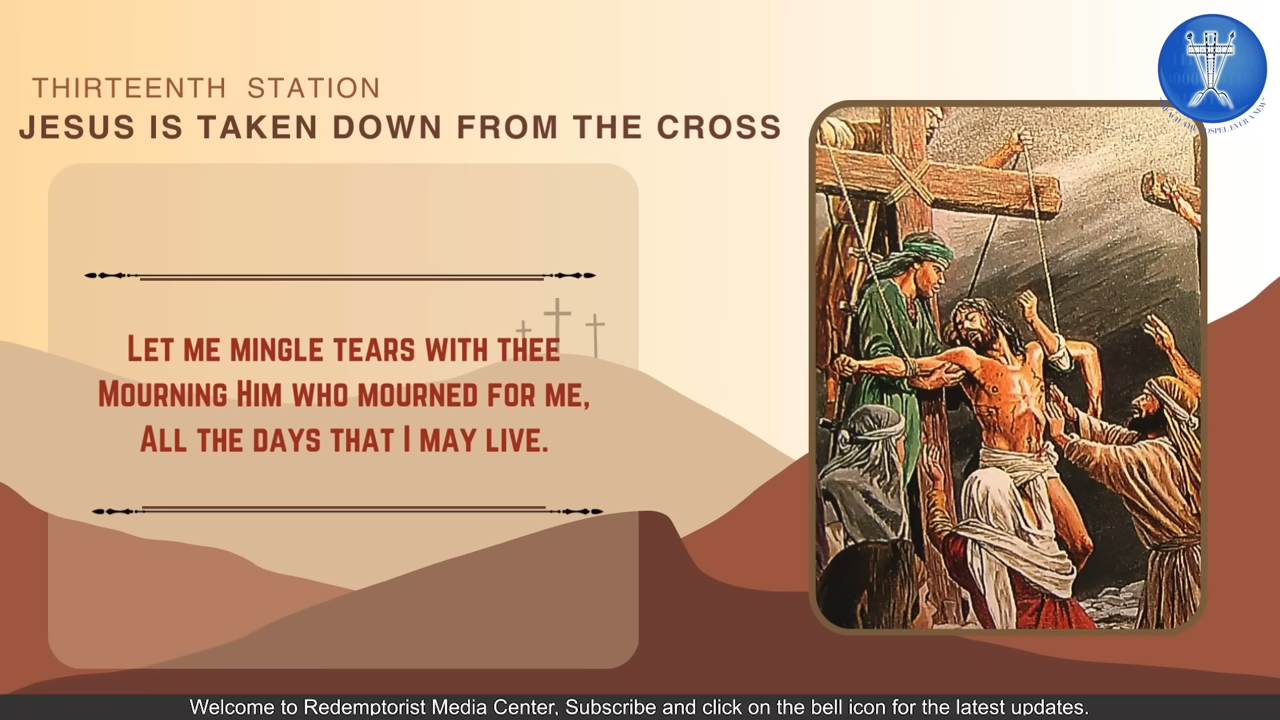 THIRTEENTH STATION
JESUS IS TAKEN DOWN FROM THE CROSS
LET ME MINGLE TEARS WITH THEE
MOURNING HIM WHO MOURNED FOR ME,
ALL THE DAYS THAT I MAY LIVE.
Welcome to Redemptorist Media Center, Subscribe and click on the bell icon for the latest updates.